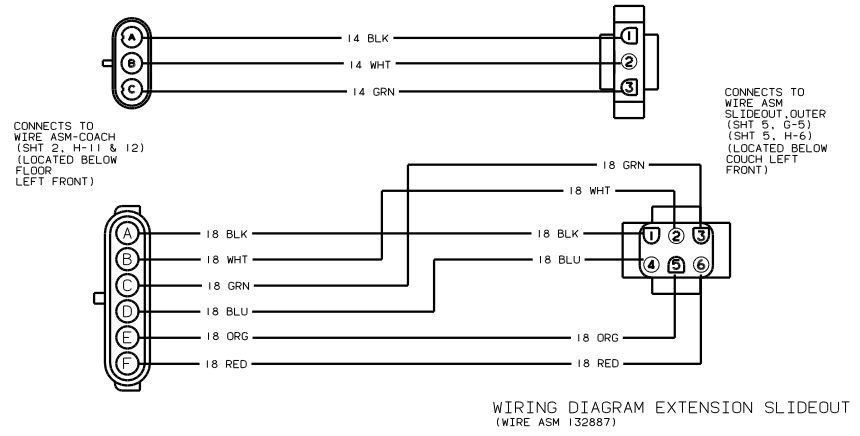 A
14 BLK
1
B
14 WHT
2
C
14 GRN
3
CONNECTS TO
WIRE ASM-COACH
(SHT 2, H-11 & 12)
(LOCATED BELOW
FLOOR
LEFT FRONT)
CONNECTS TO
WIRE ASM
SLIDEOUT,OUTER
(SHT 5, G-5)
(SHT 5, H-6)
(LOCATED BELOW
COUCH LEFT
FRONT)
18 GRN
18 WHT
A
18 BLK
18 BLK
1 2 3
B
18 WHT
18 BLU
4 5 6
C
18 GRN
D
18 BLU
E
18 ORG
18 ORG
F
18 RED
18 RED
WIRING DIAGRAM EXTENSION SLIDEOUT
(WIRE ASM 132887)